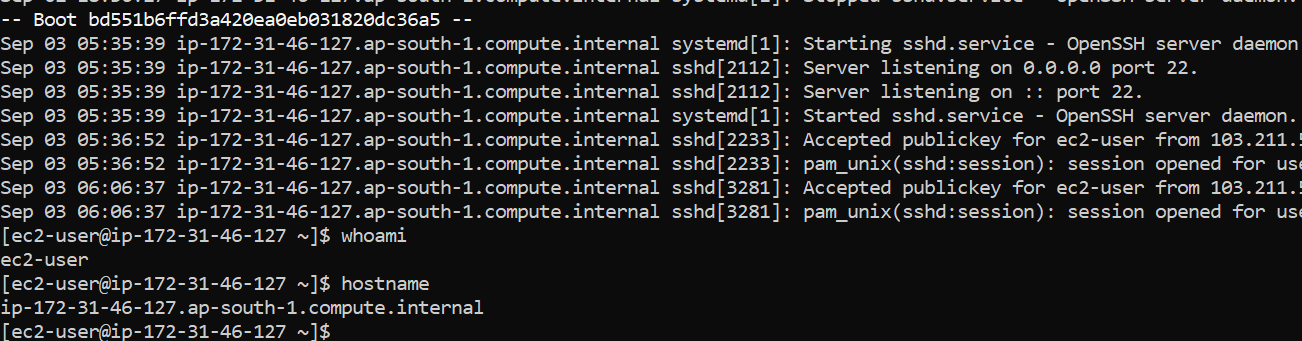 -- Boot bd551b6ffd3a420ea0eb031820dc36a5 --
Sep 03 05:35:39 ip-172-31-46-127.ap-south-1.compute.internal systemd[1]: Starting sshd.service - OpenSSH server daemon
Sep 03 05:35:39 ip-172-31-46-127.ap-south-1.compute.internal sshd[2112]: Server listening on 0.0.0.0 port 22.
Sep 03 05:35:39 ip-172-31-46-127.ap-south-1.compute.internal sshd[2112]: Server listening on :: port 22.
Sep 03 05:35:39 ip-172-31-46-127.ap-south-1.compute.internal systemd[1]: Started sshd.service - OpenSSH server daemon.
Sep 03 05:36:52 ip-172-31-46-127.ap-south-1.compute.internal sshd[2233]: Accepted publickey for ec2-user from 103.211.5
Sep 03 05:36:52 ip-172-31-46-127.ap-south-1.compute.internal sshd[2233]: pam_unix(sshd:session): session opened for use
Sep 03 06:06:37 ip-172-31-46-127.ap-south-1.compute.internal sshd[3281]: Accepted publickey for ec2-user from 103.211.5
Sep 03 06:06:37 ip-172-31-46-127.ap-south-1.compute.internal sshd[3281]: pam_unix(sshd:session): session opened for use
[ec2-user@ip-172-31-46-127 ~]$ whoami
ec2-user
[ec2-user@ip-172-31-46-127 ~]$ hostname
ip-172-31-46-127.ap-south-1.compute.internal
[ec2-user@ip-172-31-46-127 ~]$